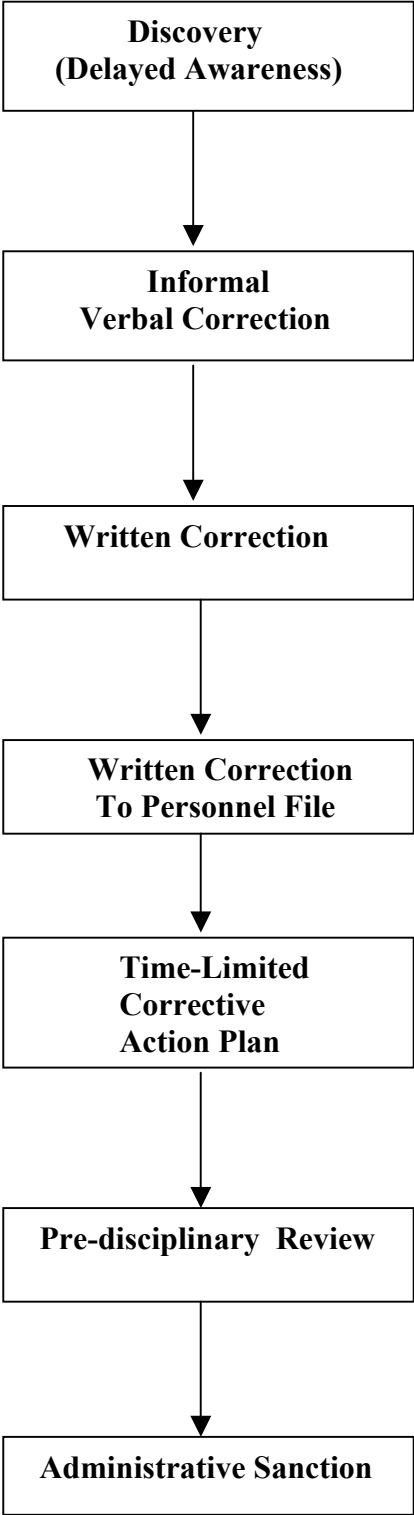 Discovery
(Delayed Awareness)
Informal
Verbal Correction
Written Correction
Written Correction
To Personnel File
Time-Limited
Corrective
Action Plan
Pre-disciplinary Review
Administrative Sanction